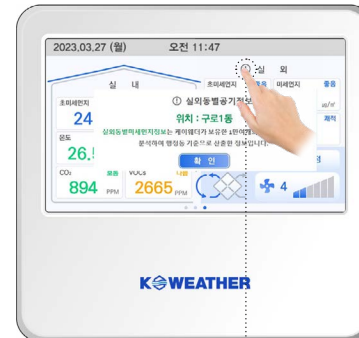 2023.03.27 (월) 오전 11:47
① 실 외
실 내
초미세먼지 좋음 미세먼지 좋음
초미세먼지
① 실외동별공기정보
㎍/㎥
24
위치 : 구로1동
쾌적
실외동별미세먼지정보는 케이웨더가 보유한
온도
분석하여 행정동 기준으로 산출한 정보입니다.
26.
확 인
CO₂ 보통 VOCs 나쁨
894 PPM 2665 PPM
4
K WEATHER